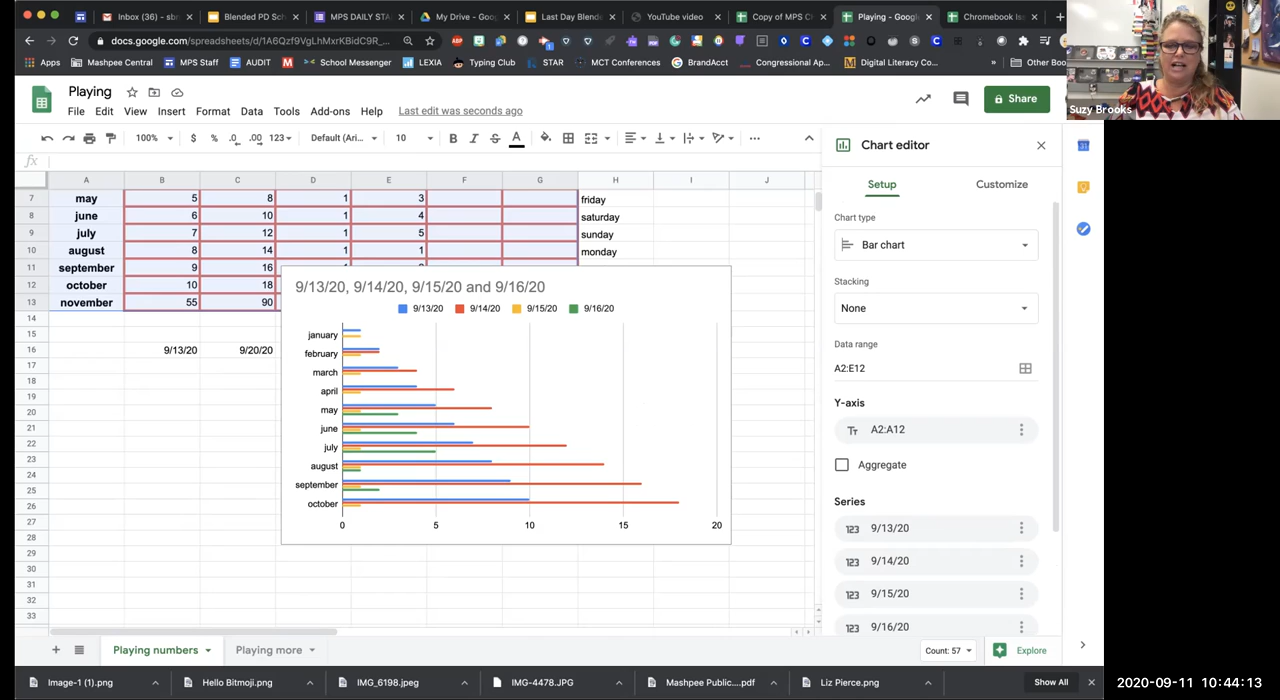 Inbox (36) - sbr
Blended PD Sch
MPS DAILY STA
My Drive - Goog
Last Day Blende
YouTube video
Copy of MPS C
Playing - Google
Chromebook Iss
docs.google.com/spreadsheets/d/1A6Qzf9VgLhMxrKBidC9R_...
Apps
Mashpee Central
MPS Staff
AUDIT
School Messenger
LEXIA
Typing Club
STAR
MCT Conferences
BrandAcct
Congressional Ap...
Digital Literacy Co...
»
Other Boo
Suzy Brooks
Playing
File Edit View Insert Format Data Tools Add-ons Help Last edit was seconds ago
Share
100% $ % .0 .00 123 Default (Ari... 10 B I S A
fx
A B C D E F G H I J
7 may 5 8 1 3 friday
8 june 6 10 1 4 saturday
9 july 7 12 1 5 sunday
10 august 8 14 1 1 monday
11 september 9 16
12 october 10 18
13 november 55 90
14
15
16 9/13/20 9/20/20
17
18
19
20
21
22
23
24
25
26
27
28
29
30
31
32
33
9/13/20, 9/14/20, 9/15/20 and 9/16/20
9/13/20 9/14/20 9/15/20 9/16/20
january
february
march
april
may
june
july
august
september
october
0 5 10 15 20
Chart editor
Setup Customize
Chart type
Bar chart
Stacking
None
Data range
A2:E12
Y-axis
Tт A2:A12
Aggregate
Series
123 9/13/20
123 9/14/20
123 9/15/20
123 9/16/20
Playing numbers Playing more
Count: 57
Explore
Image-1 (1).png
Hello Bitmoji.png
IMG_6198.jpeg
IMG-4478.JPG
Mashpee Public....pdf
Liz Pierce.png
Show All
2020-09-11 10:44:13